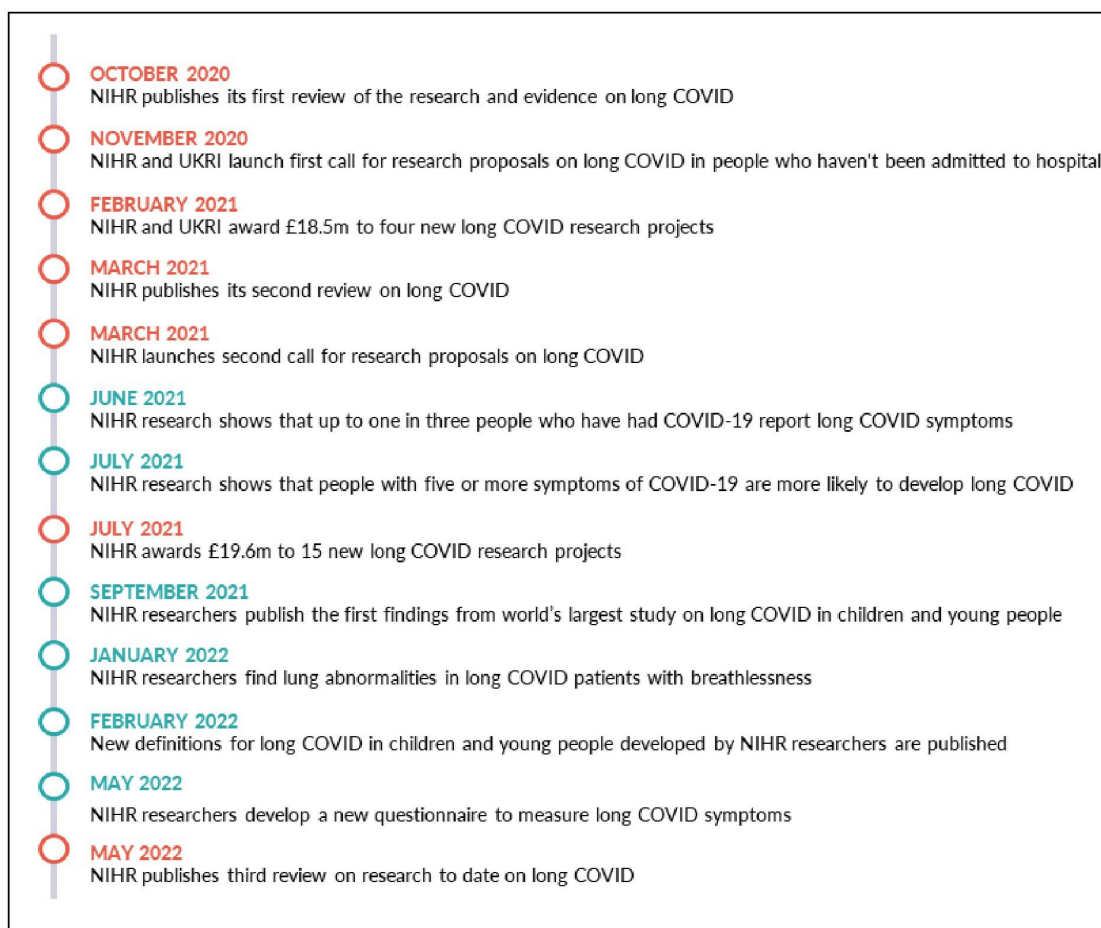 OCTOBER 2020
NIHR publishes its first review of the research and evidence on long COVID
NOVEMBER 2020
NIHR and UKRI launch first call for research proposals on long COVID in people who haven't been admitted to hospital
FEBRUARY 2021
NIHR and UKRI award £18.5m to four new long COVID research projects
MARCH 2021
NIHR publishes its second review on long COVID
MARCH 2021
NIHR launches second call for research proposals on long COVID
JUNE 2021
NIHR research shows that up to one in three people who have had COVID-19 report long COVID symptoms
JULY 2021
NIHR research shows that people with five or more symptoms of COVID-19 are more likely to develop long COVID
JULY 2021
NIHR awards £19.6m to 15 new long COVID research projects
SEPTEMBER 2021
NIHR researchers publish the first findings from world’s largest study on long COVID in children and young people
JANUARY 2022
NIHR researchers find lung abnormalities in long COVID patients with breathlessness
FEBRUARY 2022
New definitions for long COVID in children and young people developed by NIHR researchers are published
MAY 2022
NIHR researchers develop a new questionnaire to measure long COVID symptoms
MAY 2022
NIHR publishes third review on research to date on long COVID